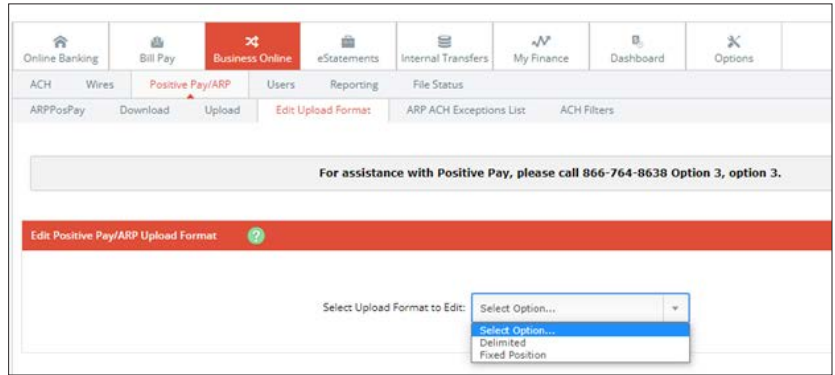 Online Banking Bill Pay Business Online eStatements Internal Transfers My Finance Dashboard Options
ACH Wires Positive Pay/ARP Users Reporting File Status
ARPPosPay Download Upload Edit Upload Format ARP ACH Exceptions List ACH Filters
For assistance with Positive Pay, please call 866-764-8638 Option 3, option 3.
Edit Positive Pay/ARP Upload Format ?
Select Upload Format to Edit: Select Option...
Select Option...
Delimited
Fixed Position